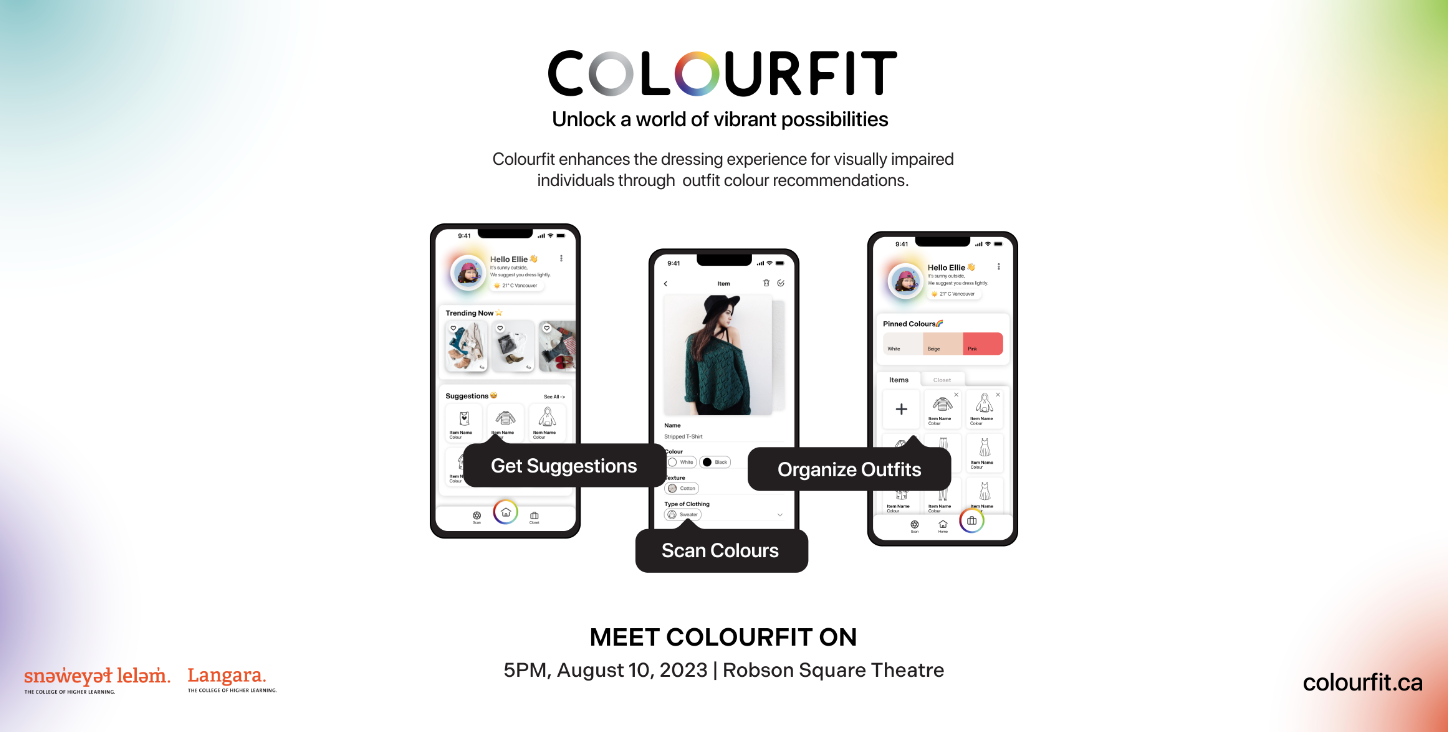 COLOURFIT
Unlock a world of vibrant possibilities
Colourfit enhances the dressing experience for visually impaired
individuals through outfit colour recommendations.
9:41
Hello Ellie 👋
It's sunny outside,
We suggest you dress lightly.
21° C Vancouver
Trending Now
Suggestions
See All →
Item Name
Colour
Item Name
Colour
Item Name
Colour
Item Name
Colour
Get Suggestions
Scan
Closet
9:41
Item
Name
Stripped T-Shirt
Colour
White
Black
Texture
Cotton
Type of Clothing
Sweater
Scan Colours
9:41
Hello Ellie 👋
It's sunny outside,
We suggest you dress lightly.
21° C Vancouver
Pinned Colours🌈
White
Beige
Pink
Items
Closet
Item Name
Colour
Item Name
Colour
Organize Outfits
Item Name
Colour
Item Name
Colour
Item Name
Colour
Item Name
Colour
Scan
Home
MEET COLOURFIT ON
5PM, August 10, 2023 | Robson Square Theatre
snəw̓eyəɬ leləm̓.
THE COLLEGE OF HIGHER LEARNING.
Langara.
THE COLLEGE OF HIGHER LEARNING.
colourfit.ca